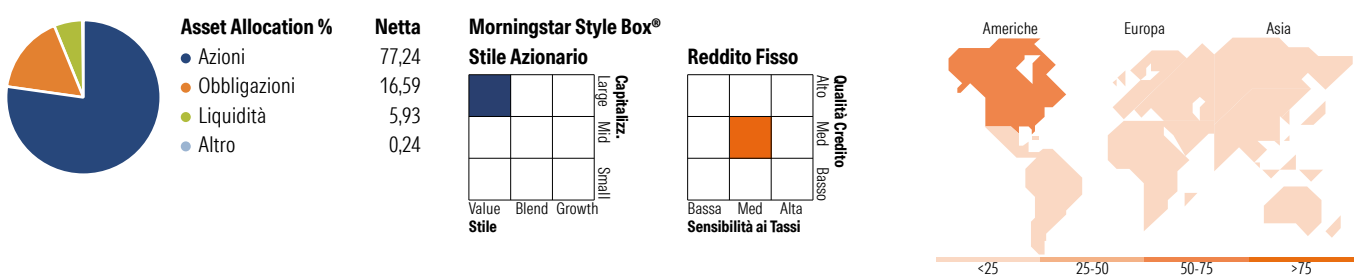 Asset Allocation % Netta
Azioni 77,24
Obbligazioni 16,59
Liquidità 5,93
Altro 0,24
Morningstar Style Box®
Stile Azionario
Large
Mid
Small
Capitalizz.
Value Blend Growth
Stile
Reddito Fisso
Alto
Med
Basso
Qualità Credito
Bassa Med Alta
Sensibilità ai Tassi
Americhe Europa Asia
<25 25-50 50-75 >75